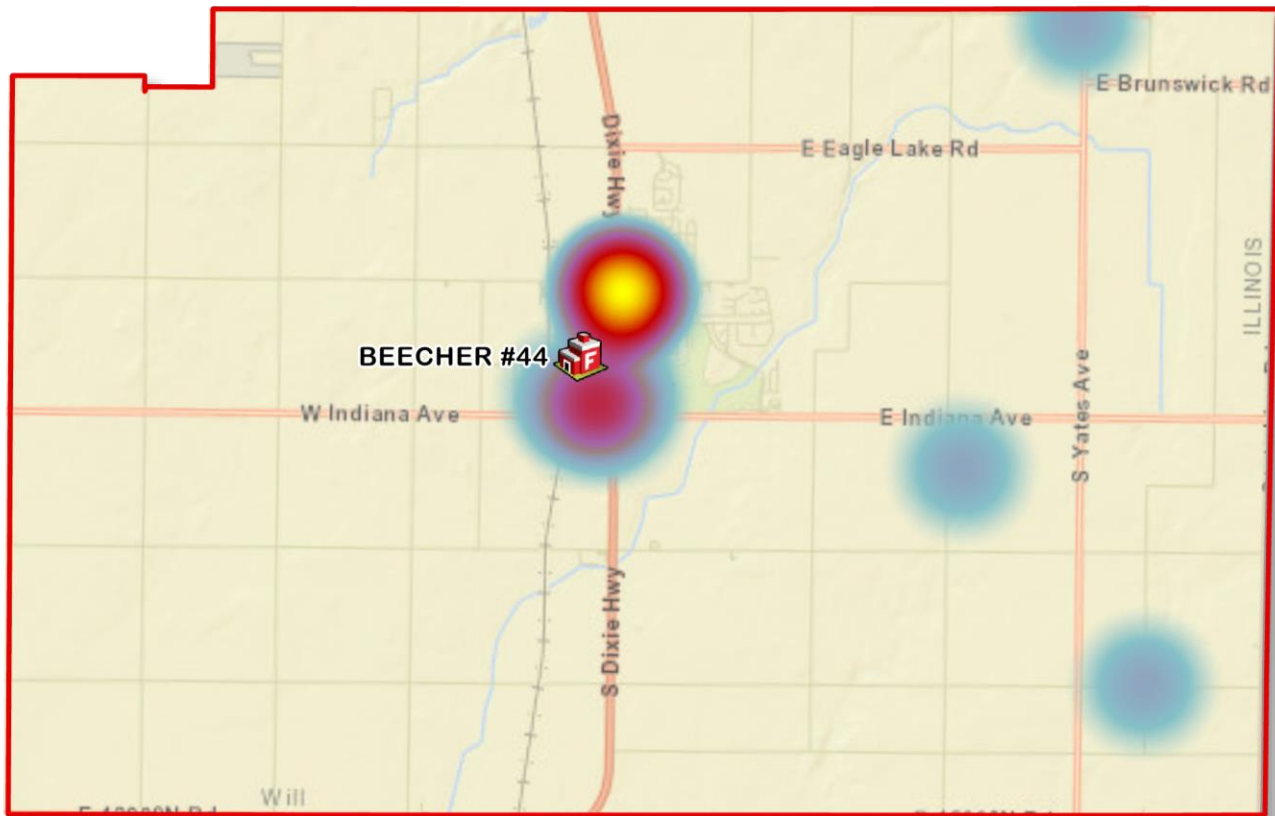 E Brunswick Rd
Dixie Hwy
E Eagle Lake Rd
ILLINOIS
BEECHER #44
F
W Indiana Ave
E Indiana Ave
S Yates Ave
S Dixie Hwy
Will